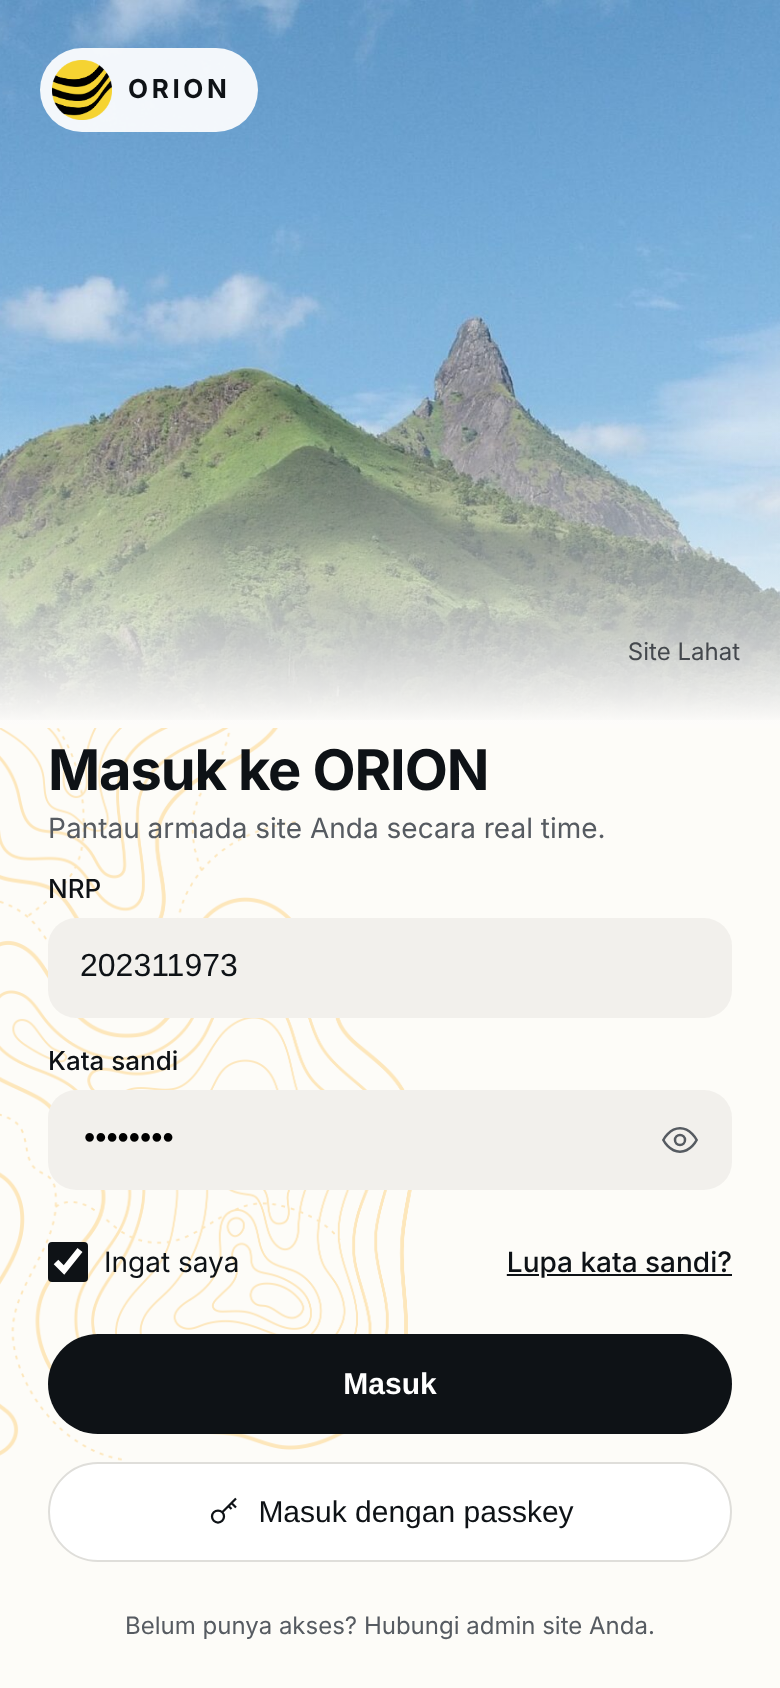 ORION
Site Lahat
Masuk ke ORION
Pantau armada site Anda secara real time.
NRP
202311973
Kata sandi
••••••••
Ingat saya
Lupa kata sandi?
Masuk
Masuk dengan passkey
Belum punya akses? Hubungi admin site Anda.